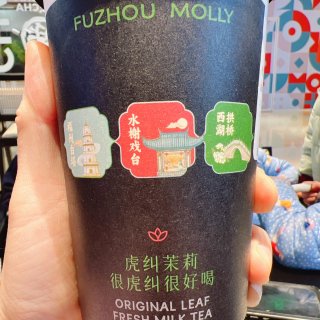 FUZHOU MOLLY
水榭戏台
西湖
拱桥
虎纠茉莉
很虎纠很好喝
ORIGINAL LEAF
FRESH MILK TEA